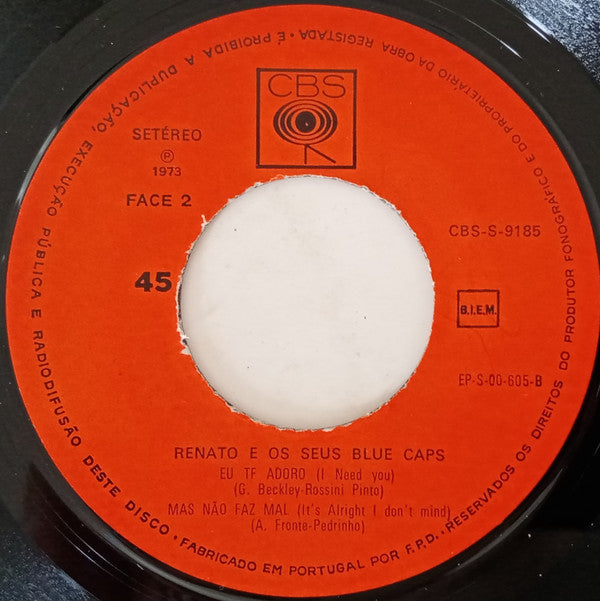 É PROIBIDA A DUPLICAÇÃO, EXECUÇÃO PÚBLICA E RADIODIFUSÃO DESTE DISCO • FABRICADO EM PORTUGAL POR F.P.D. • RESERVADOS OS DIREITOS DO PRODUTOR FONOGRÁFICO E DO PROPRIETÁRIO DA OBRA REGISTADA •
CBS
SETÉREO
℗
1973
FACE 2
CBS-S-9185
45
B.I.E.M.
EP-S-00-605-B
RENATO E OS SEUS BLUE CAPS
EU TF ADORO (I Need you)
(G. Beckley-Rossini Pinto)
MAS NÃO FAZ MAL (It's Alright I don't mind)
(A. Fronte-Pedrinho)